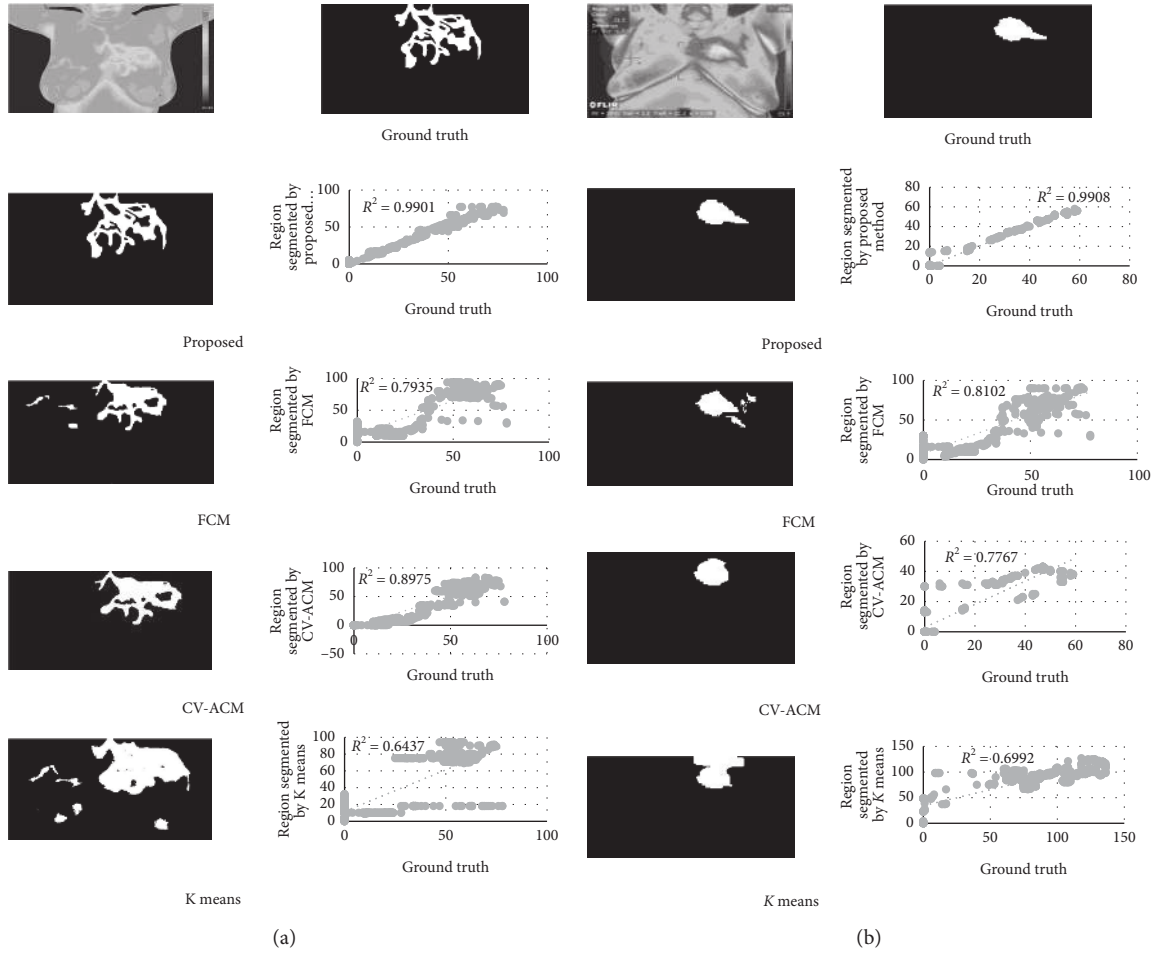 Ground truth
FLIR
Ground truth
Region
segmented by
proposed...
100
50
0
R² = 0.9901
0
50
100
Ground truth
Proposed
Region segmented
by proposed
method
80
60
40
20
0
R² = 0.9908
0
20
40
60
80
Ground truth
Proposed
Region
segmented by
FCM
100
50
0
R² = 0.7935
0
50
100
Ground truth
FCM
Region
segmented by
FCM
100
50
0
R² = 0.8102
0
50
100
Ground truth
FCM
Region
segmented by
CV-ACM
100
50
0
–50
R² = 0.8975
0
50
100
Ground truth
CV-ACM
Region
segmented by
CV-ACM
60
40
20
0
R² = 0.7767
0
20
40
60
80
Ground truth
CV-ACM
Region segmented
by K means
100
80
60
40
20
0
R² = 0.6437
0
50
100
Ground truth
K means
Region
segmented
by K means
150
100
50
0
R² = 0.6992
0
50
100
150
Ground truth
K means
(a)
(b)